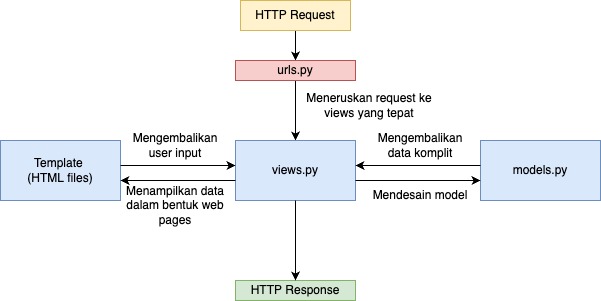 HTTP Request
urls.py
Meneruskan request ke
views yang tepat
Mengembalikan
user input
Mengembalikan
data komplit
Template
(HTML files)
views.py
models.py
Menampilkan data
dalam bentuk web
pages
Mendesain model
HTTP Response